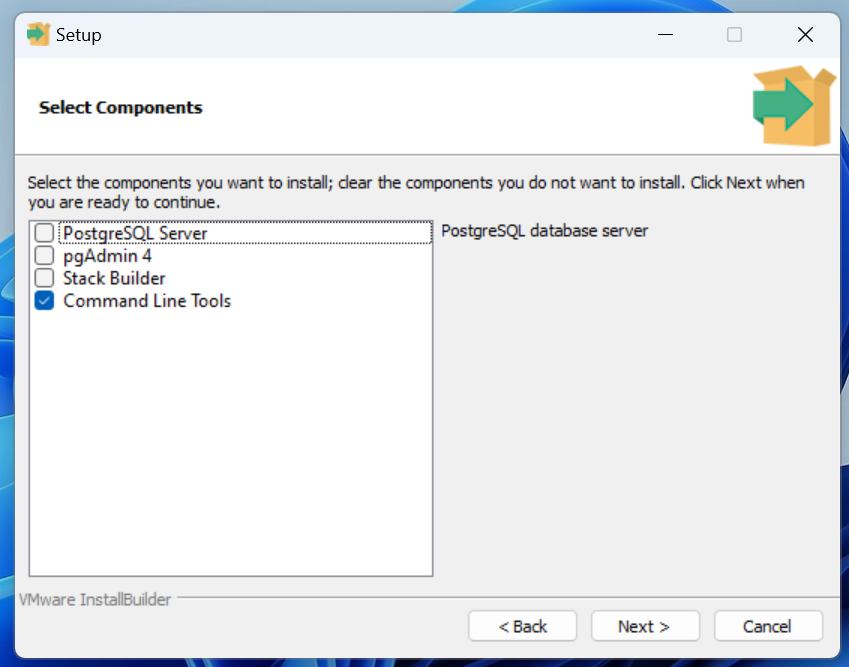 Setup
Select Components
Select the components you want to install; clear the components you do not want to install. Click Next when
you are ready to continue.
PostgreSQL Server
PostgreSQL database server
pgAdmin 4
Stack Builder
Command Line Tools
VMware InstallBuilder
< Back
Next >
Cancel